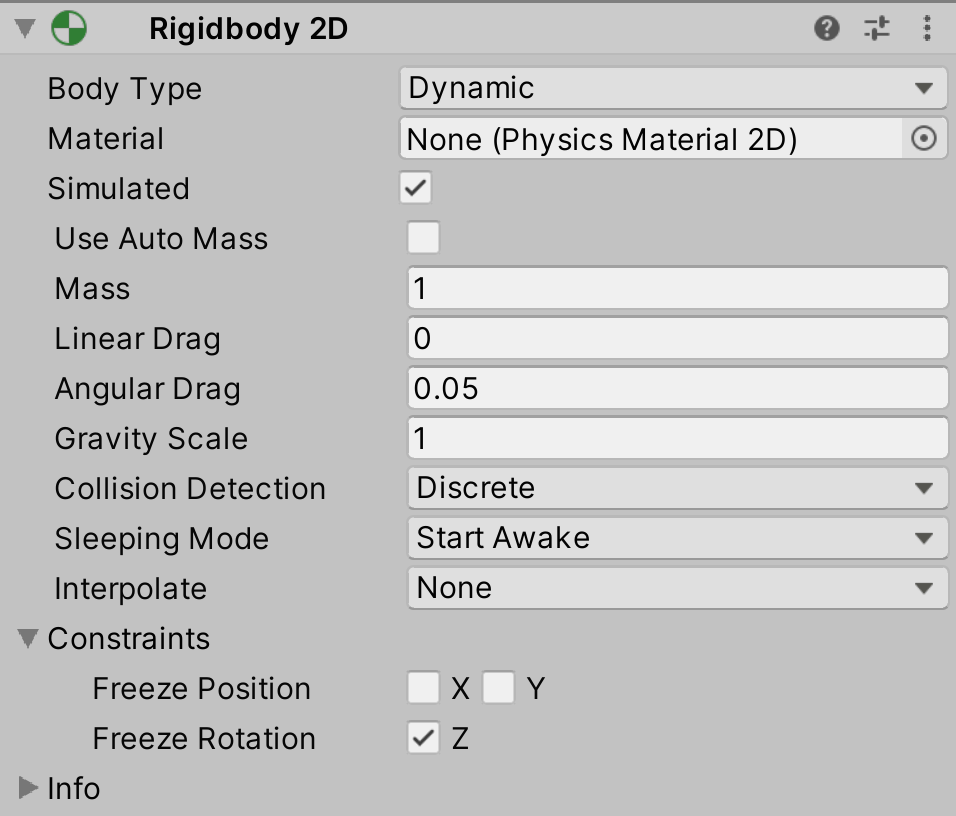 Rigidbody 2D
Body Type Dynamic
Material None (Physics Material 2D)
Simulated
Use Auto Mass
Mass 1
Linear Drag 0
Angular Drag 0.05
Gravity Scale 1
Collision Detection Discrete
Sleeping Mode Start Awake
Interpolate None
Constraints
Freeze Position X Y
Freeze Rotation Z
Info